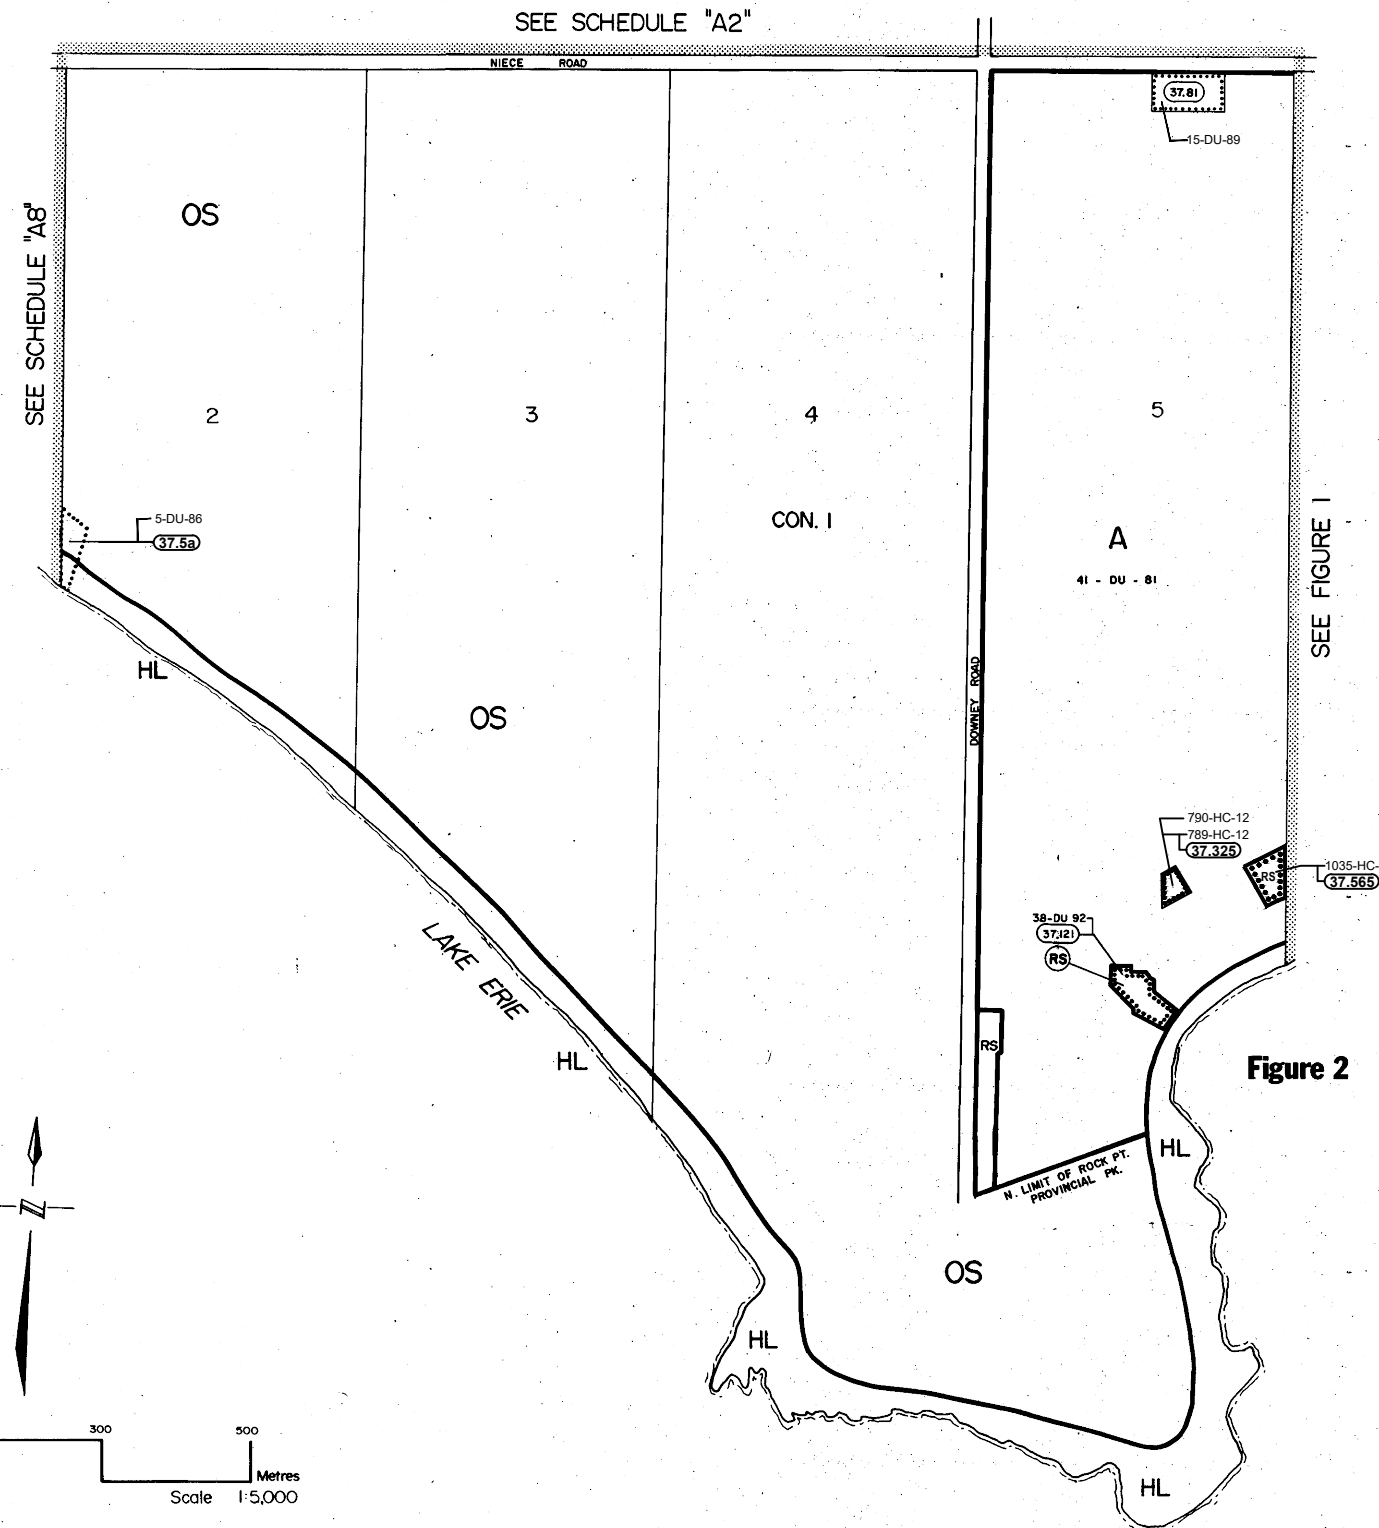 SEE SCHEDULE "A2"
NIECE ROAD
37.81
15-DU-89
OS
SEE SCHEDULE "A8"
2
3
4
5
CON. 1
5-DU-86
37.5a
A
41 - DU - 81
SEE FIGURE 1
HL
OS
DOWNEY ROAD
790-HC-12
789-HC-12
37.325
RS
1035-HC-
37.565
38-DU 92
37.121
RS
LAKE ERIE
HL
RS
Figure 2
HL
N. LIMIT OF ROCK PT.
PROVINCIAL PK.
N
OS
HL
300
500
Metres
Scale 1:5,000
HL